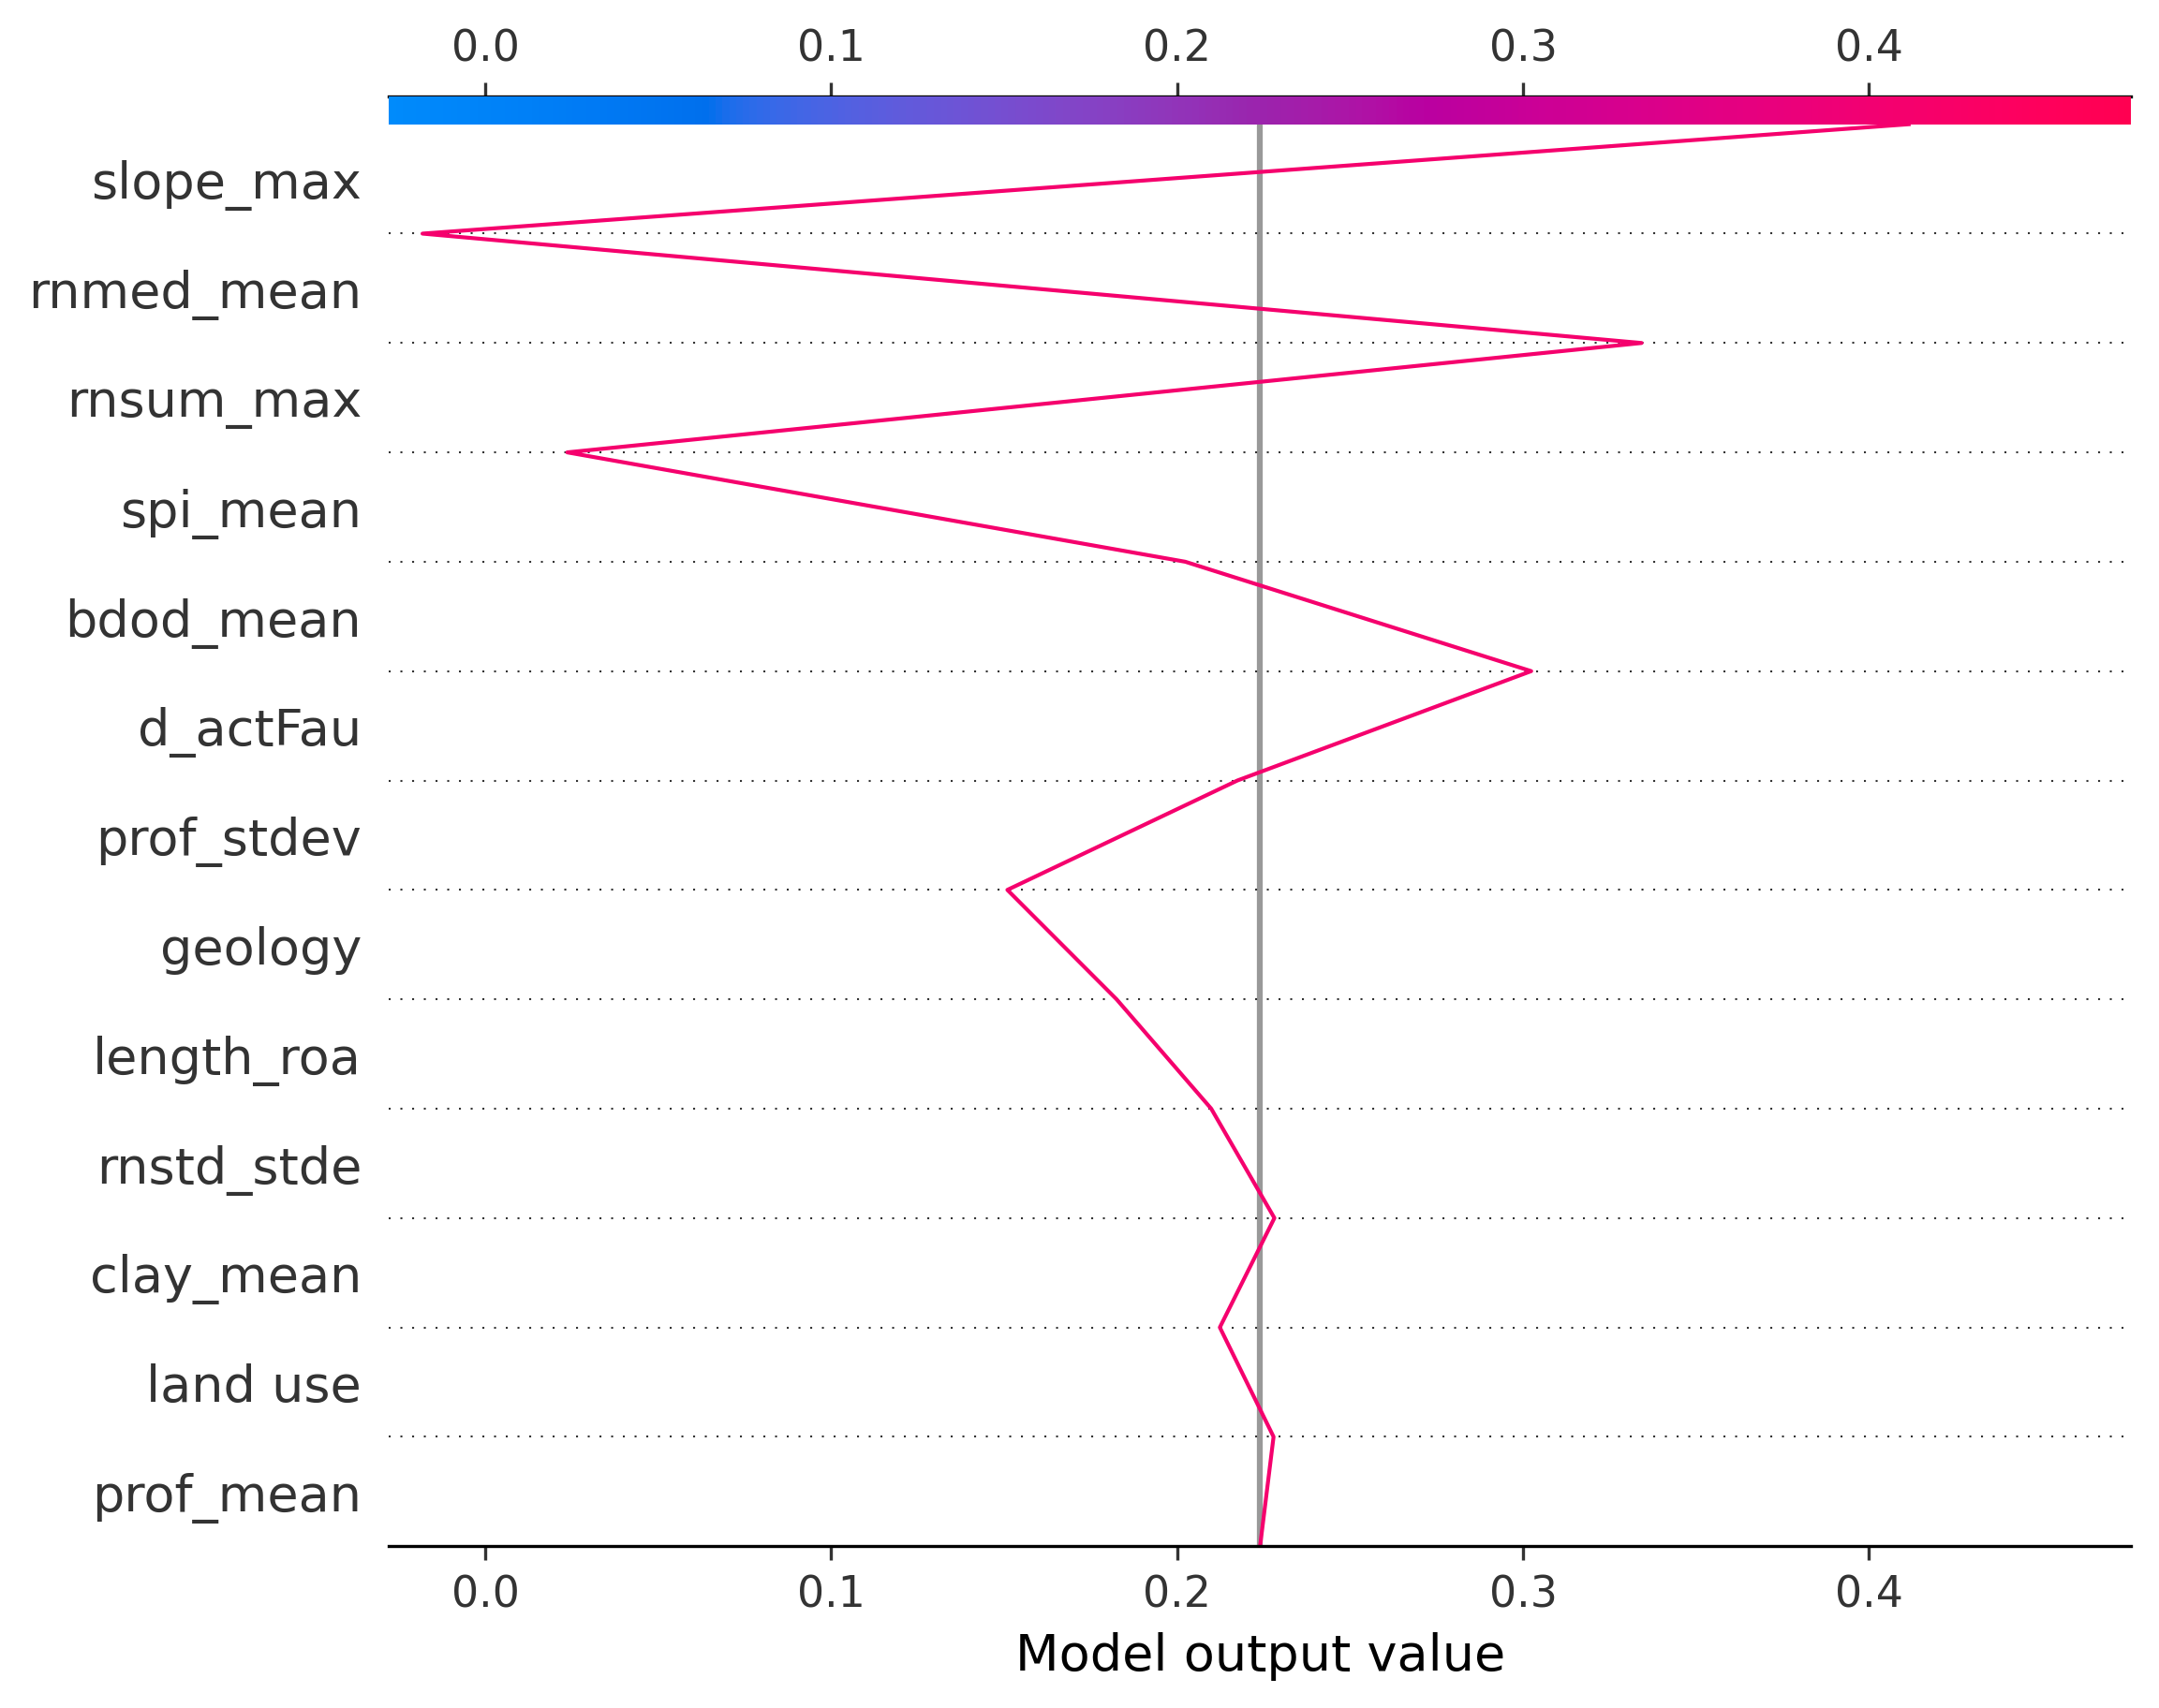 0.0 0.1 0.2 0.3 0.4
slope_max
rnmed_mean
rnsum_max
spi_mean
bdod_mean
d_actFau
prof_stdev
geology
length_roa
rnstd_stde
clay_mean
land use
prof_mean
0.0 0.1 0.2 0.3 0.4
Model output value